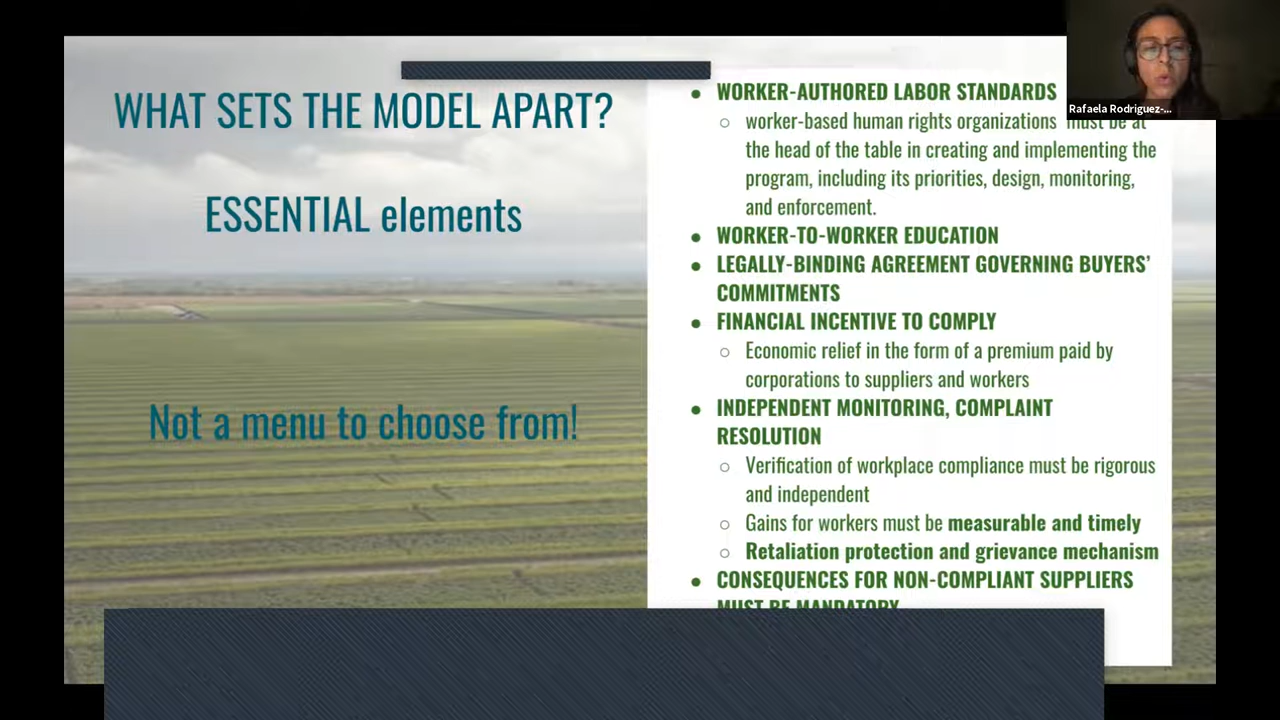 WHAT SETS THE MODEL APART?
ESSENTIAL elements
Not a menu to choose from!
● WORKER-AUTHORED LABOR STANDARDS
○ worker-based human rights organizations must be at
the head of the table in creating and implementing the
program, including its priorities, design, monitoring,
and enforcement.
● WORKER-TO-WORKER EDUCATION
● LEGALLY-BINDING AGREEMENT GOVERNING BUYERS’
COMMITMENTS
● FINANCIAL INCENTIVE TO COMPLY
○ Economic relief in the form of a premium paid by
corporations to suppliers and workers
● INDEPENDENT MONITORING, COMPLAINT
RESOLUTION
○ Verification of workplace compliance must be rigorous
and independent
○ Gains for workers must be measurable and timely
○ Retaliation protection and grievance mechanism
● CONSEQUENCES FOR NON-COMPLIANT SUPPLIERS
MUST BE MANDATORY
Rafaela Rodriguez-...